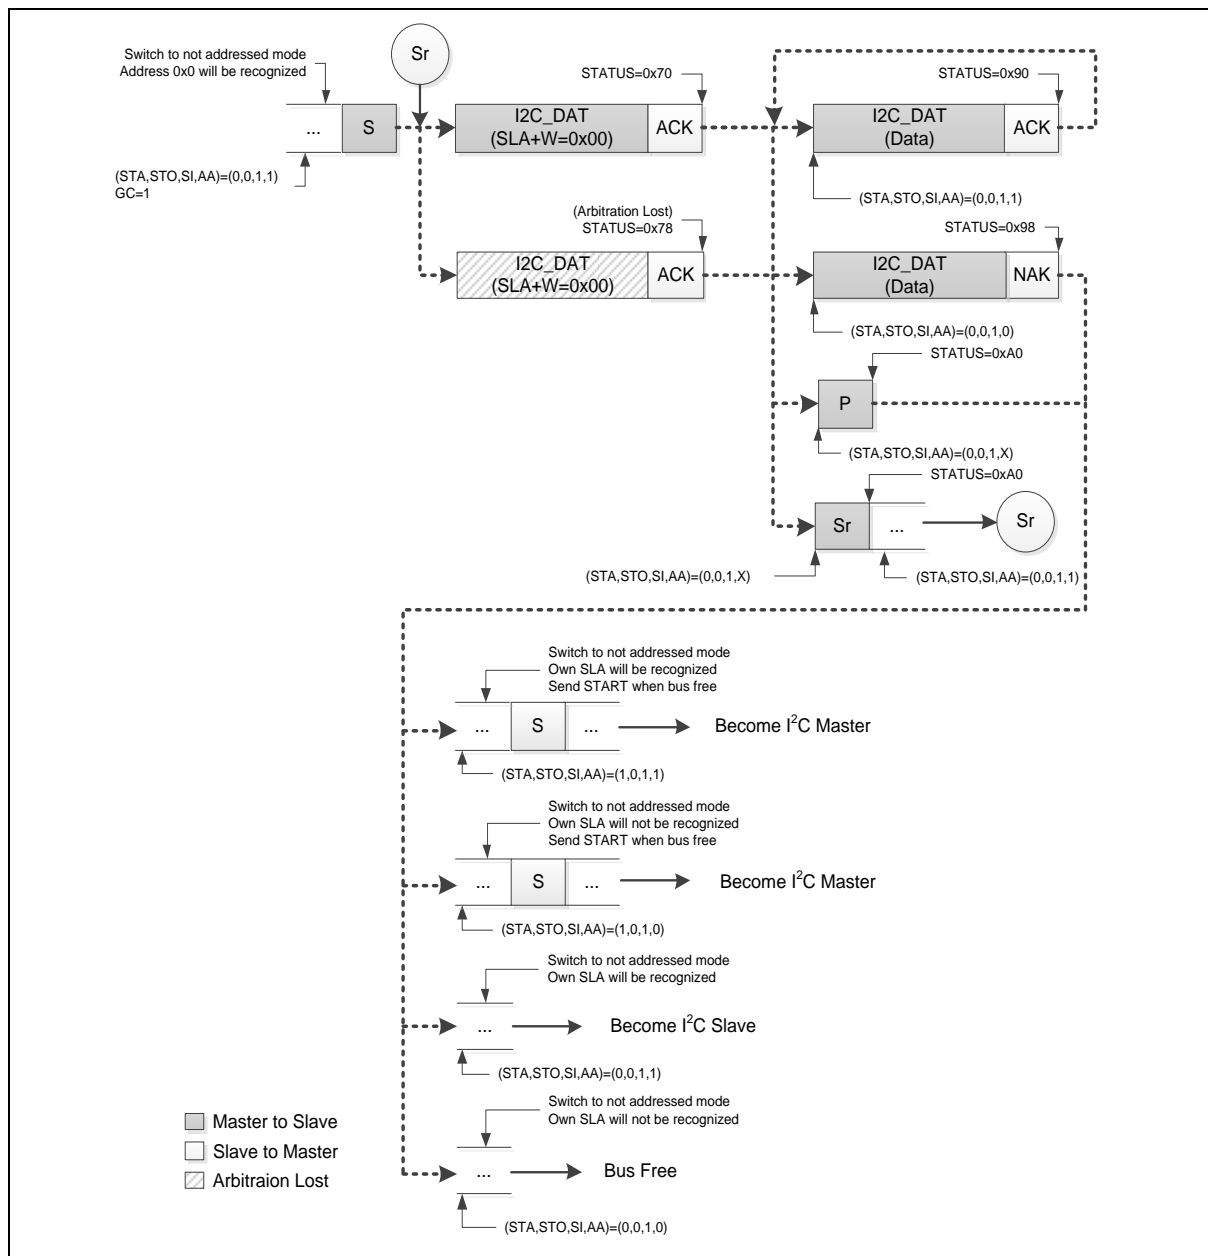 Switch to not addressed mode
Address 0x0 will be recognized
Sr
STATUS=0x70
STATUS=0x90
...
S
I2C_DAT
(SLA+W=0x00)
ACK
I2C_DAT
(Data)
ACK
(STA,STO,SI,AA)=(0,0,1,1)
GC=1
(STA,STO,SI,AA)=(0,0,1,1)
(Arbitration Lost)
STATUS=0x78
STATUS=0x98
I2C_DAT
(SLA+W=0x00)
ACK
I2C_DAT
(Data)
NAK
(STA,STO,SI,AA)=(0,0,1,0)
STATUS=0xA0
P
(STA,STO,SI,AA)=(0,0,1,X)
STATUS=0xA0
Sr
...
Sr
(STA,STO,SI,AA)=(0,0,1,X)
(STA,STO,SI,AA)=(0,0,1,1)
Switch to not addressed mode
Own SLA will be recognized
Send START when bus free
...
S
...
Become I²C Master
(STA,STO,SI,AA)=(1,0,1,1)
Switch to not addressed mode
Own SLA will not be recognized
Send START when bus free
...
S
...
Become I²C Master
(STA,STO,SI,AA)=(1,0,1,0)
Switch to not addressed mode
Own SLA will be recognized
...
Become I²C Slave
(STA,STO,SI,AA)=(0,0,1,1)
Switch to not addressed mode
Own SLA will not be recognized
...
Bus Free
(STA,STO,SI,AA)=(0,0,1,0)
Master to Slave
Slave to Master
Arbitraion Lost